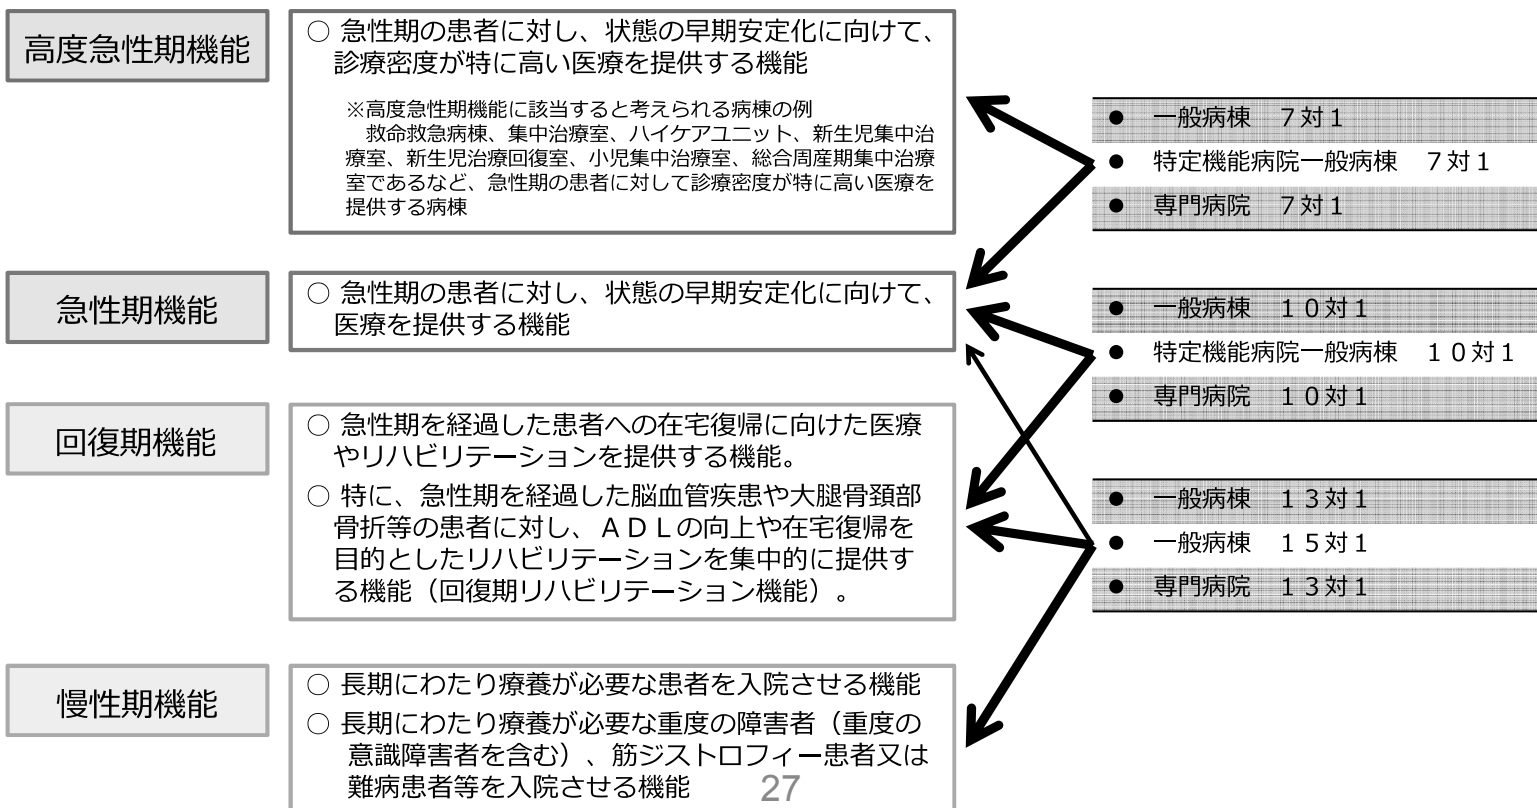 高度急性期機能
○ 急性期の患者に対し、状態の早期安定化に向けて、
診療密度が特に高い医療を提供する機能
※高度急性期機能に該当すると考えられる病棟の例
救命救急病棟、集中治療室、ハイケアユニット、新生児集中治
療室、新生児治療回復室、小児集中治療室、総合周産期集中治療
室であるなど、急性期の患者に対して診療密度が特に高い医療を
提供する病棟
● 一般病棟 7対1
● 特定機能病院一般病棟 7対1
● 専門病院 7対1
急性期機能
○ 急性期の患者に対し、状態の早期安定化に向けて、
医療を提供する機能
● 一般病棟 10対1
● 特定機能病院一般病棟 10対1
● 専門病院 10対1
回復期機能
○ 急性期を経過した患者への在宅復帰に向けた医療
やリハビリテーションを提供する機能。
○ 特に、急性期を経過した脳血管疾患や大腿骨頚部
骨折等の患者に対し、ADLの向上や在宅復帰を
目的としたリハビリテーションを集中的に提供す
る機能（回復期リハビリテーション機能）。
● 一般病棟 13対1
● 一般病棟 15対1
● 専門病院 13対1
慢性期機能
○ 長期にわたり療養が必要な患者を入院させる機能
○ 長期にわたり療養が必要な重度の障害者（重度の
意識障害者を含む）、筋ジストロフィー患者又は
難病患者等を入院させる機能
27